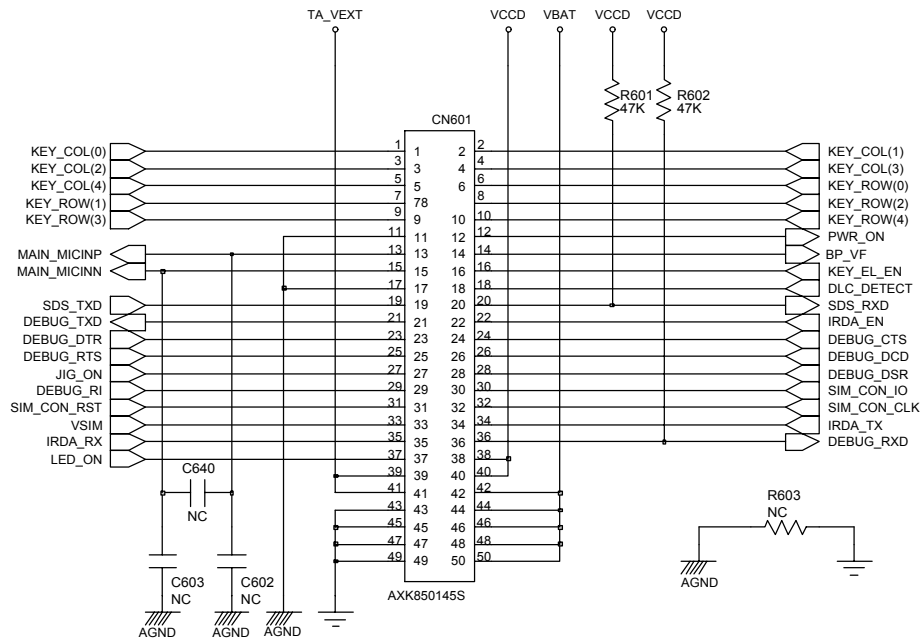 TA_VEXT VCCD VBAT VCCD VCCD
R601 47K
R602 47K
CN601
KEY_COL(0) 1 1 2 2 KEY_COL(1)
KEY_COL(2) 3 3 4 4 KEY_COL(3)
KEY_COL(4) 5 5 6 6 KEY_ROW(0)
KEY_ROW(1) 7 78 8 KEY_ROW(2)
KEY_ROW(3) 9 9 10 10 KEY_ROW(4)
11 11 12 12 PWR_ON
MAIN_MICINP 13 13 14 14 BP_VF
MAIN_MICINN 15 15 16 16 KEY_EL_EN
17 17 18 18 DLC_DETECT
SDS_TXD 19 19 20 20 SDS_RXD
DEBUG_TXD 21 21 22 22 IRDA_EN
DEBUG_DTR 23 23 24 24 DEBUG_CTS
DEBUG_RTS 25 25 26 26 DEBUG_DCD
JIG_ON 27 27 28 28 DEBUG_DSR
DEBUG_RI 29 29 30 30 SIM_CON_IO
SIM_CON_RST 31 31 32 32 SIM_CON_CLK
VSIM 33 33 34 34 IRDA_TX
IRDA_RX 35 35 36 36 DEBUG_RXD
LED_ON 37 37 38 38
39 39 40 40
41 41 42 42
43 43 44 44
45 45 46 46
47 47 48 48
49 49 50 50
C640
NC
R603
NC
AGND
C603
NC
C602
NC
AXK850145S
AGND AGND AGND